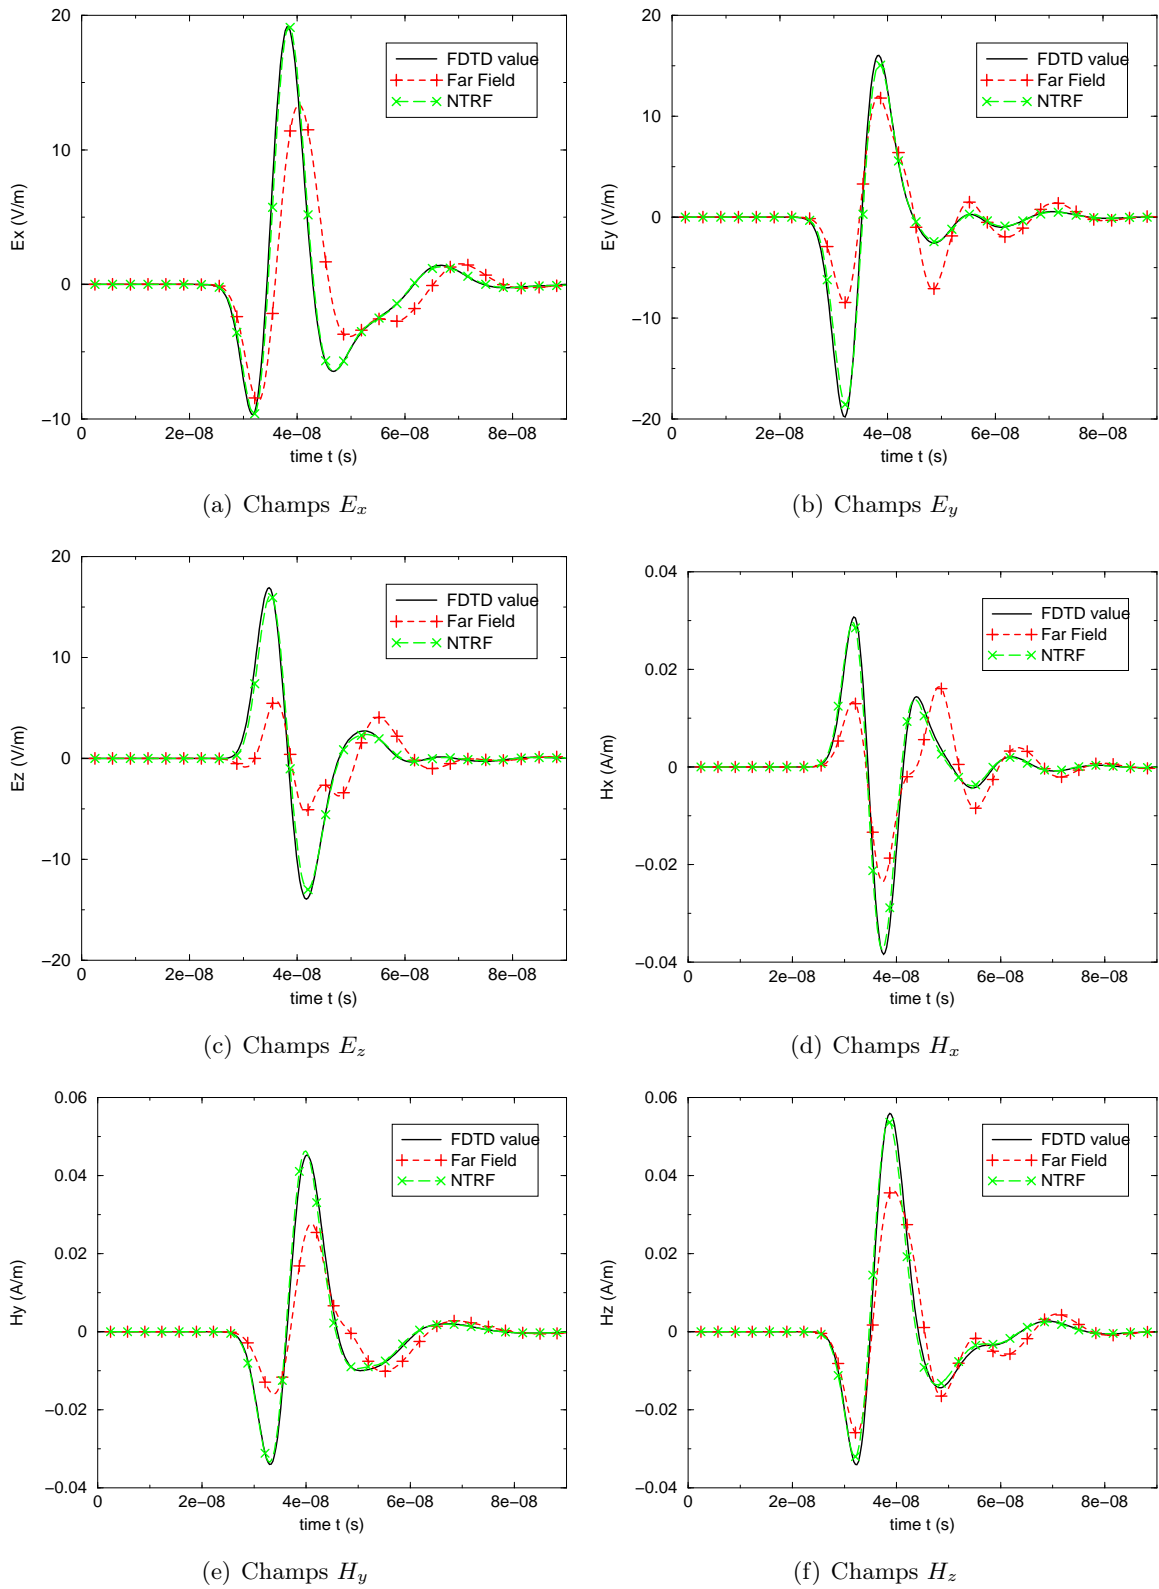 20
10
0
−10
Ex (V/m)
FDTD value
Far Field
NTRF
0
2e−08
4e−08
6e−08
8e−08
time t (s)
(a) Champs E_x
20
10
0
−10
−20
Ey (V/m)
FDTD value
Far Field
NTRF
0
2e−08
4e−08
6e−08
8e−08
time t (s)
(b) Champs E_y
20
10
0
−10
−20
Ez (V/m)
FDTD value
Far Field
NTRF
0
2e−08
4e−08
6e−08
8e−08
time t (s)
(c) Champs E_z
0.04
0.02
0
−0.02
−0.04
Hx (A/m)
FDTD value
Far Field
NTRF
0
2e−08
4e−08
6e−08
8e−08
time t (s)
(d) Champs H_x
0.06
0.04
0.02
0
−0.02
−0.04
Hy (A/m)
FDTD value
Far Field
NTRF
0
2e−08
4e−08
6e−08
8e−08
time t (s)
(e) Champs H_y
0.06
0.04
0.02
0
−0.02
−0.04
Hz (A/m)
FDTD value
Far Field
NTRF
0
2e−08
4e−08
6e−08
8e−08
time t (s)
(f) Champs H_z